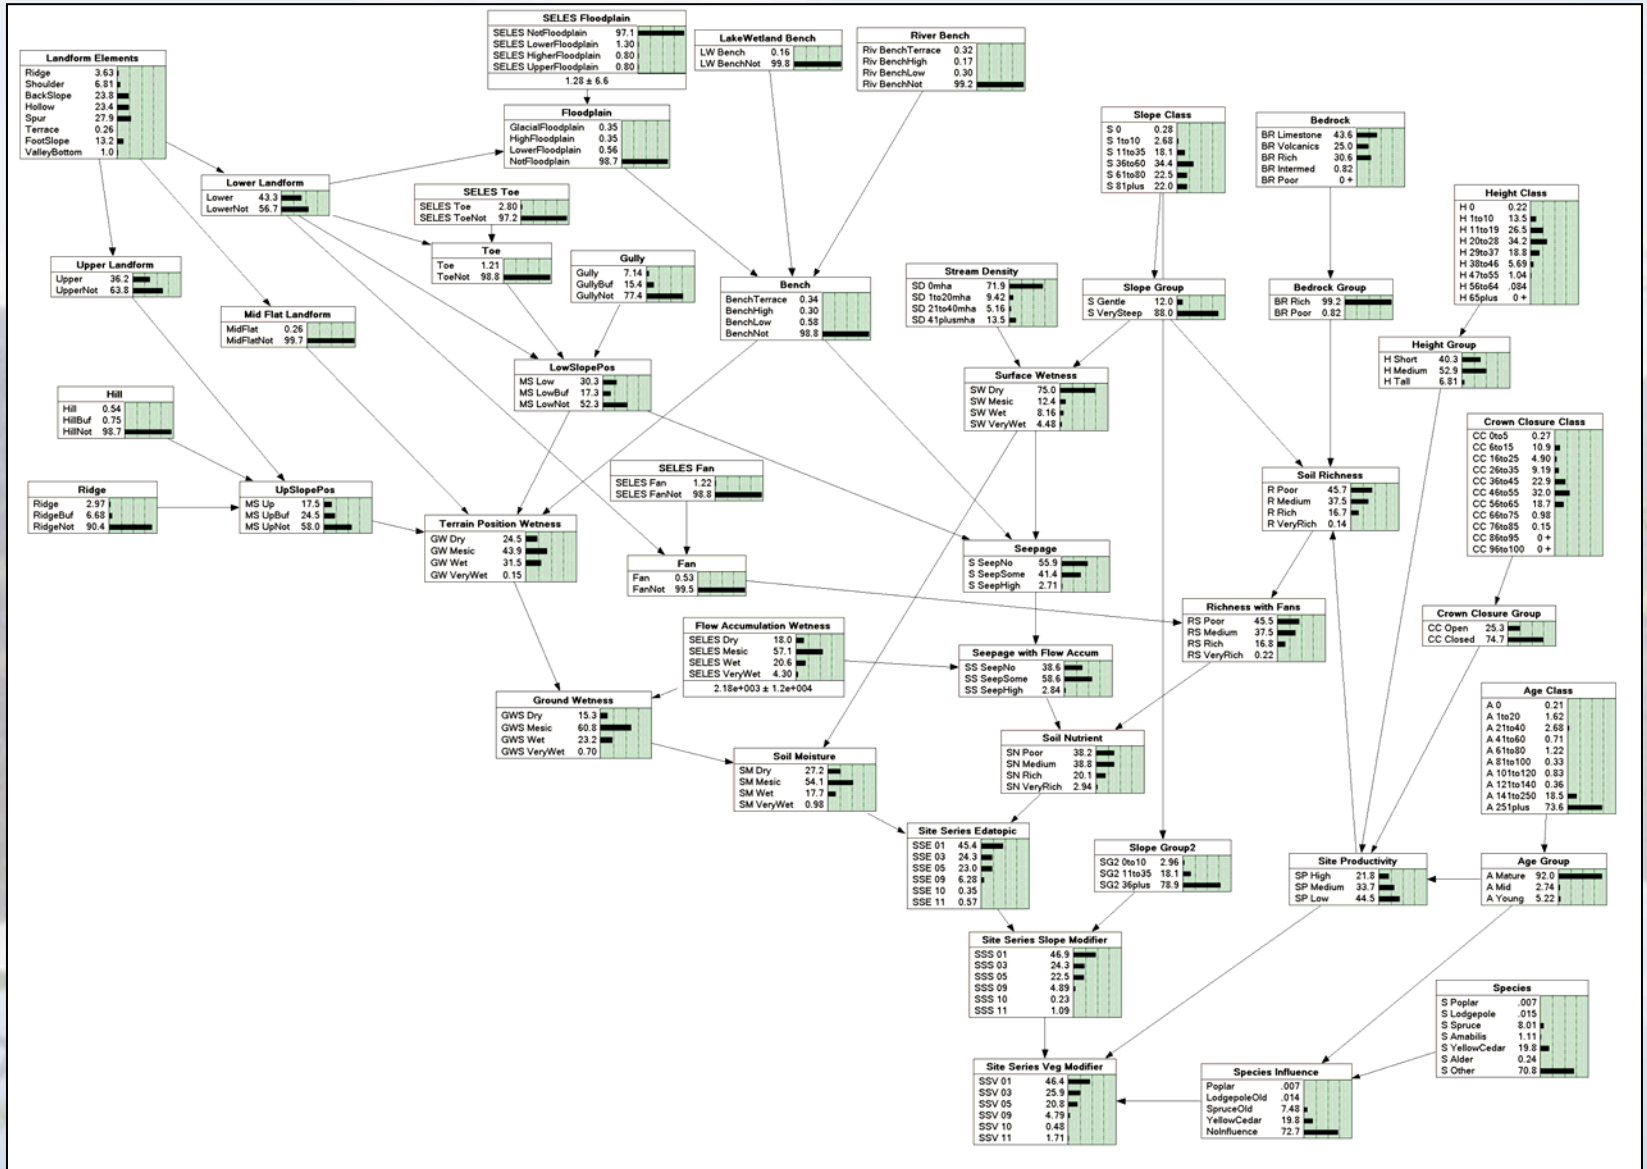 SELES Floodplain
SELES NotFloodplain 97.1
SELES LowerFloodplain 1.30
SELES HigherFloodplain 0.80
SELES UpperFloodplain 0.80
1.28 ± 6.6
LakeWetland Bench
LW Bench 0.16
LW BenchNot 99.8
River Bench
Riv BenchTerrace 0.32
Riv BenchHigh 0.17
Riv BenchLow 0.30
Riv BenchNot 99.2
Landform Elements
Ridge 3.63
Shoulder 6.81
BackSlope 23.8
Hollow 23.4
Spur 27.9
Terrace 0.26
FootSlope 13.2
ValleyBottom 1.0
Floodplain
GlacialFloodplain 0.35
HighFloodplain 0.35
LowerFloodplain 0.56
NotFloodplain 98.7
Slope Class
S 0 0.28
S 1to10 2.68
S 11to35 18.1
S 36to60 34.4
S 61to80 22.5
S 81plus 22.0
Bedrock
BR Limestone 43.6
BR Volcanics 25.0
BR Rich 30.6
BR Intermed 0.82
BR Poor 0 +
Lower Landform
Lower 43.3
LowerNot 56.7
SELES Toe
SELES Toe 2.80
SELES ToeNot 97.2
Height Class
H 0 0.22
H 1to10 13.5
H 11to19 26.5
H 20to28 34.2
H 29to37 18.8
H 38to46 5.69
H 47to55 1.04
H 56to64 .084
H 65plus 0 +
Toe
Toe 1.21
ToeNot 98.8
Gully
Gully 7.14
GullyBuf 15.4
GullyNot 77.4
Upper Landform
Upper 36.2
UpperNot 63.8
Stream Density
SD 0mha 71.9
SD 1to20mha 9.42
SD 21to40mha 5.16
SD 41plusmha 13.5
Bench
BenchTerrace 0.34
BenchHigh 0.30
BenchLow 0.58
BenchNot 98.8
Slope Group
S Gentle 12.0
S VerySteep 88.0
Bedrock Group
BR Rich 99.2
BR Poor 0.82
Mid Flat Landform
MidFlat 0.26
MidFlatNot 99.7
Height Group
H Short 40.3
H Medium 52.9
H Tall 6.81
LowSlopePos
MS Low 30.3
MS LowBuf 17.3
MS LowNot 52.3
Surface Wetness
SW Dry 75.0
SW Mesic 12.4
SW Wet 8.16
SW VeryWet 4.48
Hill
Hill 0.54
HillBuf 0.75
HillNot 98.7
Crown Closure Class
CC 0to5 0.27
CC 6to15 10.9
CC 16to25 4.90
CC 26to35 9.19
CC 36to45 22.9
CC 46to55 32.0
CC 56to65 18.7
CC 66to75 0.98
CC 76to85 0.15
CC 86to95 0 +
CC 96to100 0 +
SELES Fan
SELES Fan 1.22
SELES FanNot 98.8
Soil Richness
R Poor 45.7
R Medium 37.5
R Rich 16.7
R VeryRich 0.14
Ridge
Ridge 2.97
RidgeBuf 6.68
RidgeNot 90.4
UpSlopePos
MS Up 17.5
MS UpBuf 24.5
MS UpNot 58.0
Terrain Position Wetness
GW Dry 24.5
GW Mesic 43.9
GW Wet 31.5
GW VeryWet 0.15
Seepage
S SeepNo 55.9
S SeepSome 41.4
S SeepHigh 2.71
Fan
Fan 0.53
FanNot 99.5
Richness with Fans
RS Poor 45.5
RS Medium 37.5
RS Rich 16.8
RS VeryRich 0.22
Crown Closure Group
CC Open 25.3
CC Closed 74.7
Flow Accumulation Wetness
SELES Dry 18.0
SELES Mesic 57.1
SELES Wet 20.6
SELES VeryWet 4.30
2.18e+003 ± 1.2e+004
Seepage with Flow Accum
SS SeepNo 38.6
SS SeepSome 58.6
SS SeepHigh 2.84
Age Class
A 0 0.21
A 1to20 1.62
A 21to40 2.68
A 41to60 0.71
A 61to80 1.22
A 81to100 0.33
A 101to120 0.83
A 121to140 0.36
A 141to250 18.5
A 251plus 73.6
Ground Wetness
GWS Dry 15.3
GWS Mesic 60.8
GWS Wet 23.2
GWS VeryWet 0.70
Soil Nutrient
SN Poor 38.2
SN Medium 38.8
SN Rich 20.1
SN VeryRich 2.94
Soil Moisture
SM Dry 27.2
SM Mesic 54.1
SM Wet 17.7
SM VeryWet 0.98
Site Series Edatopic
SSE 01 45.4
SSE 03 24.3
SSE 05 23.0
SSE 09 6.28
SSE 10 0.35
SSE 11 0.57
Slope Group2
SG2 0to10 2.96
SG2 11to35 18.1
SG2 36plus 78.9
Site Productivity
SP High 21.8
SP Medium 33.7
SP Low 44.5
Age Group
A Mature 92.0
A Mid 2.74
A Young 5.22
Site Series Slope Modifier
SSS 01 46.9
SSS 03 24.3
SSS 05 22.5
SSS 09 4.89
SSS 10 0.23
SSS 11 1.09
Species
S Poplar .007
S Lodgepole .015
S Spruce 8.01
S Amabilis 1.11
S YellowCedar 19.8
S Alder 0.24
S Other 70.8
Site Series Veg Modifier
SSV 01 46.4
SSV 03 25.9
SSV 05 20.8
SSV 09 4.79
SSV 10 0.48
SSV 11 1.71
Species Influence
Poplar .007
LodgepoleOld .014
SpruceOld 7.48
YellowCedar 19.8
NoInfluence 72.7